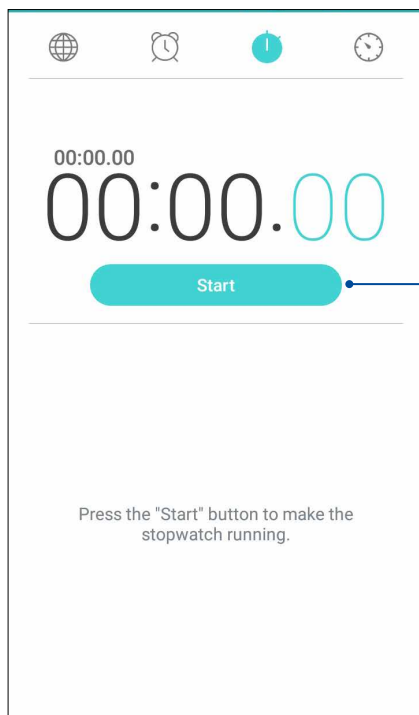 00:00.00
00:00.00
Start
Press the "Start" button to make the
stopwatch running.